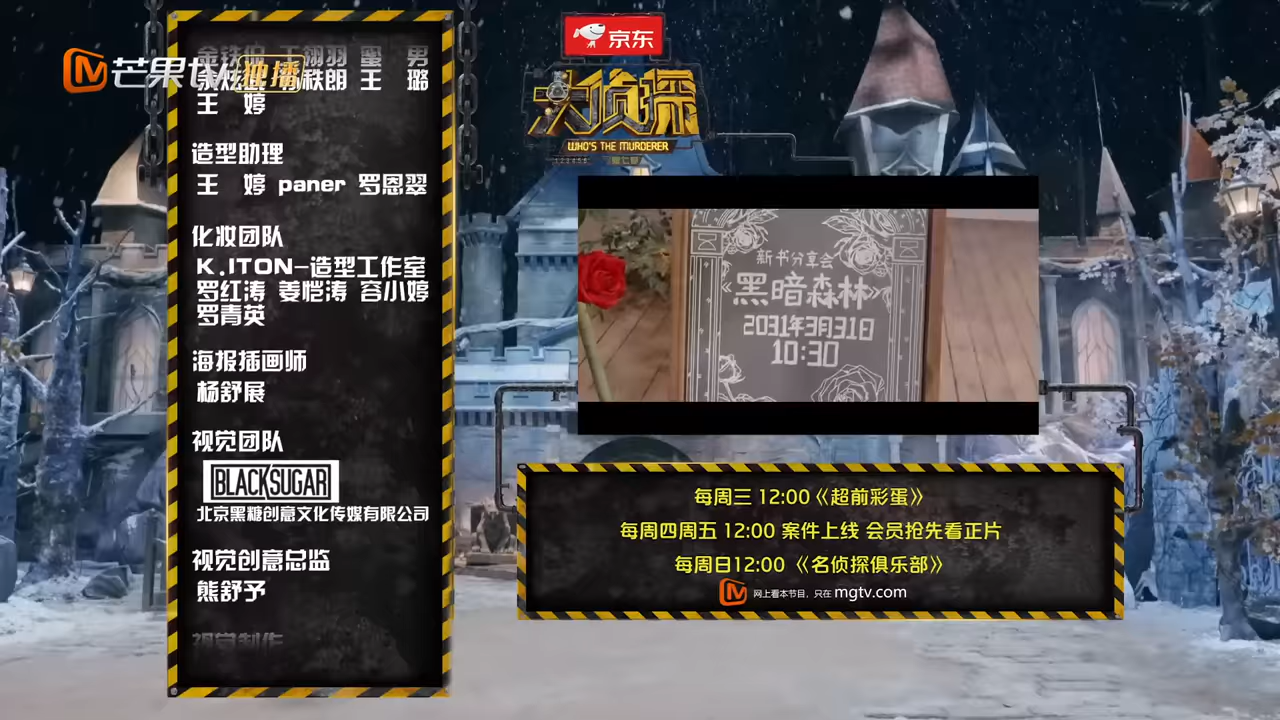 芒果tv
独播
王 璐
王 婷
造型助理
王 婷 paner 罗恩翠
化妆团队
K.ITON-造型工作室
罗红涛 姜恺涛 容小婷
罗青英
海报插画师
杨舒展
视觉团队
BLACKSUGAR
北京黑糖创意文化传媒有限公司
视觉创意总监
熊舒予
视觉制作
京东
大侦探
WHO'S THE MURDERER
新书分享会
《黑暗森林》
2031年3月31日
10:30
每周三 12:00《超前彩蛋》
每周四周五 12:00 案件上线 会员抢先看正片
每周日12:00 《名侦探俱乐部》
网上看本节目，只在 mgtv.com